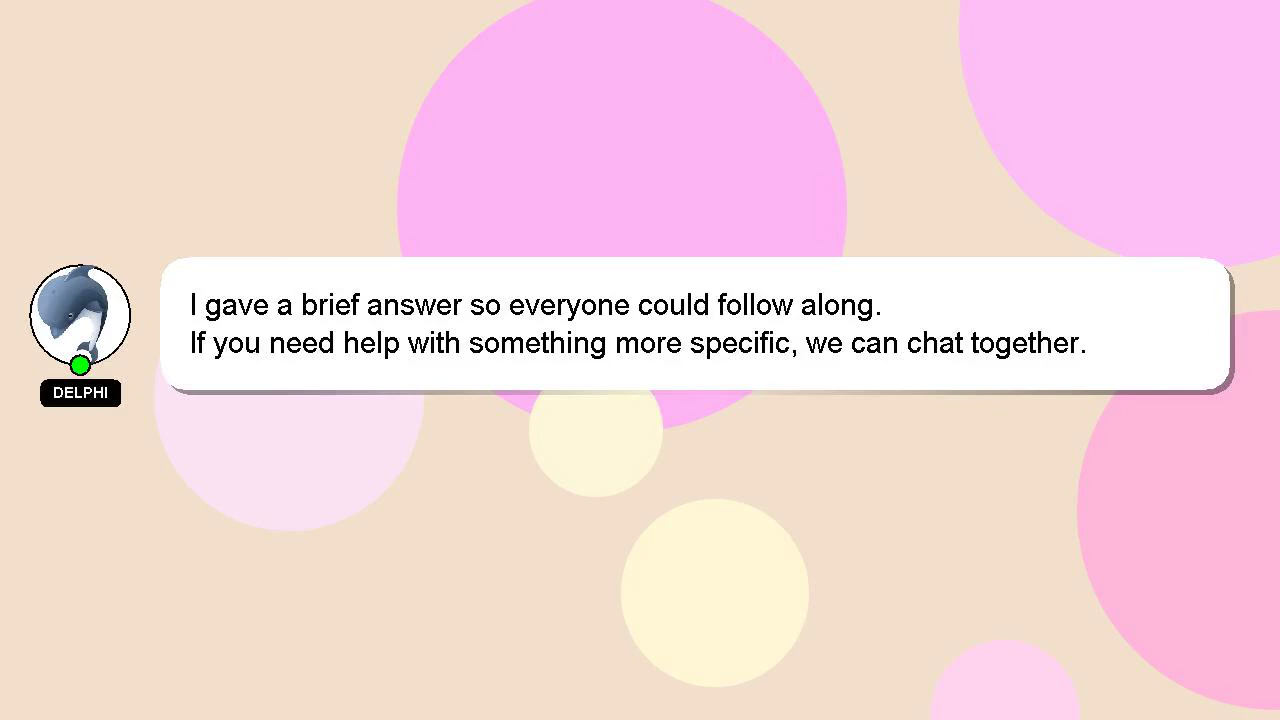 I gave a brief answer so everyone could follow along.
If you need help with something more specific, we can chat together.
DELPHI